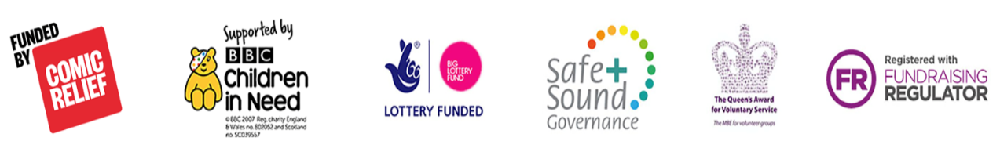 FUNDED
BY
COMIC
RELIEF
Supported by
BBC
Children
in Need
© BBC 2007 Reg. charity England
& Wales no. 802052 and Scotland
no. SC039557
BIG
LOTTERY
FUND
LOTTERY FUNDED
Safe+
Sound
Governance
The Queen's Award
for Voluntary Service
The MBE for volunteer groups
FR
Registered with
FUNDRAISING
REGULATOR